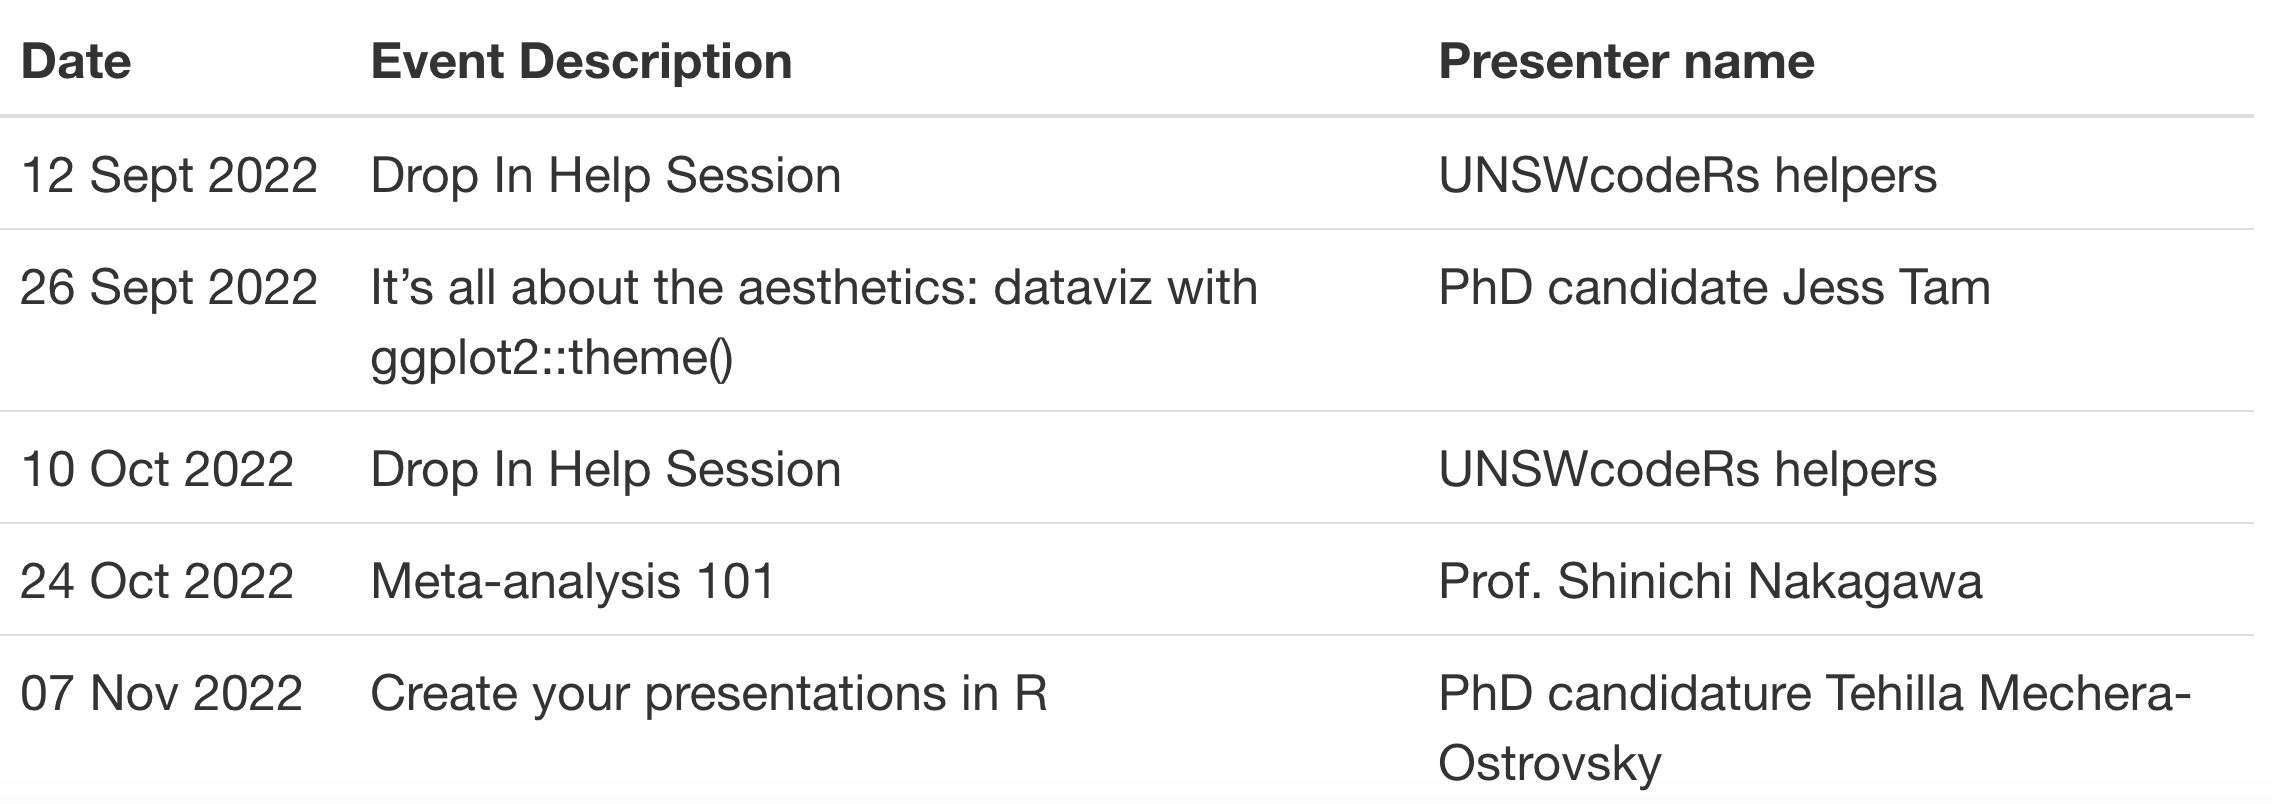 Date Event Description Presenter name
12 Sept 2022 Drop In Help Session UNSWcodeRs helpers
26 Sept 2022 It’s all about the aesthetics: dataviz with PhD candidate Jess Tam
ggplot2::theme()
10 Oct 2022 Drop In Help Session UNSWcodeRs helpers
24 Oct 2022 Meta-analysis 101 Prof. Shinichi Nakagawa
07 Nov 2022 Create your presentations in R PhD candidature Tehilla Mechera-
Ostrovsky